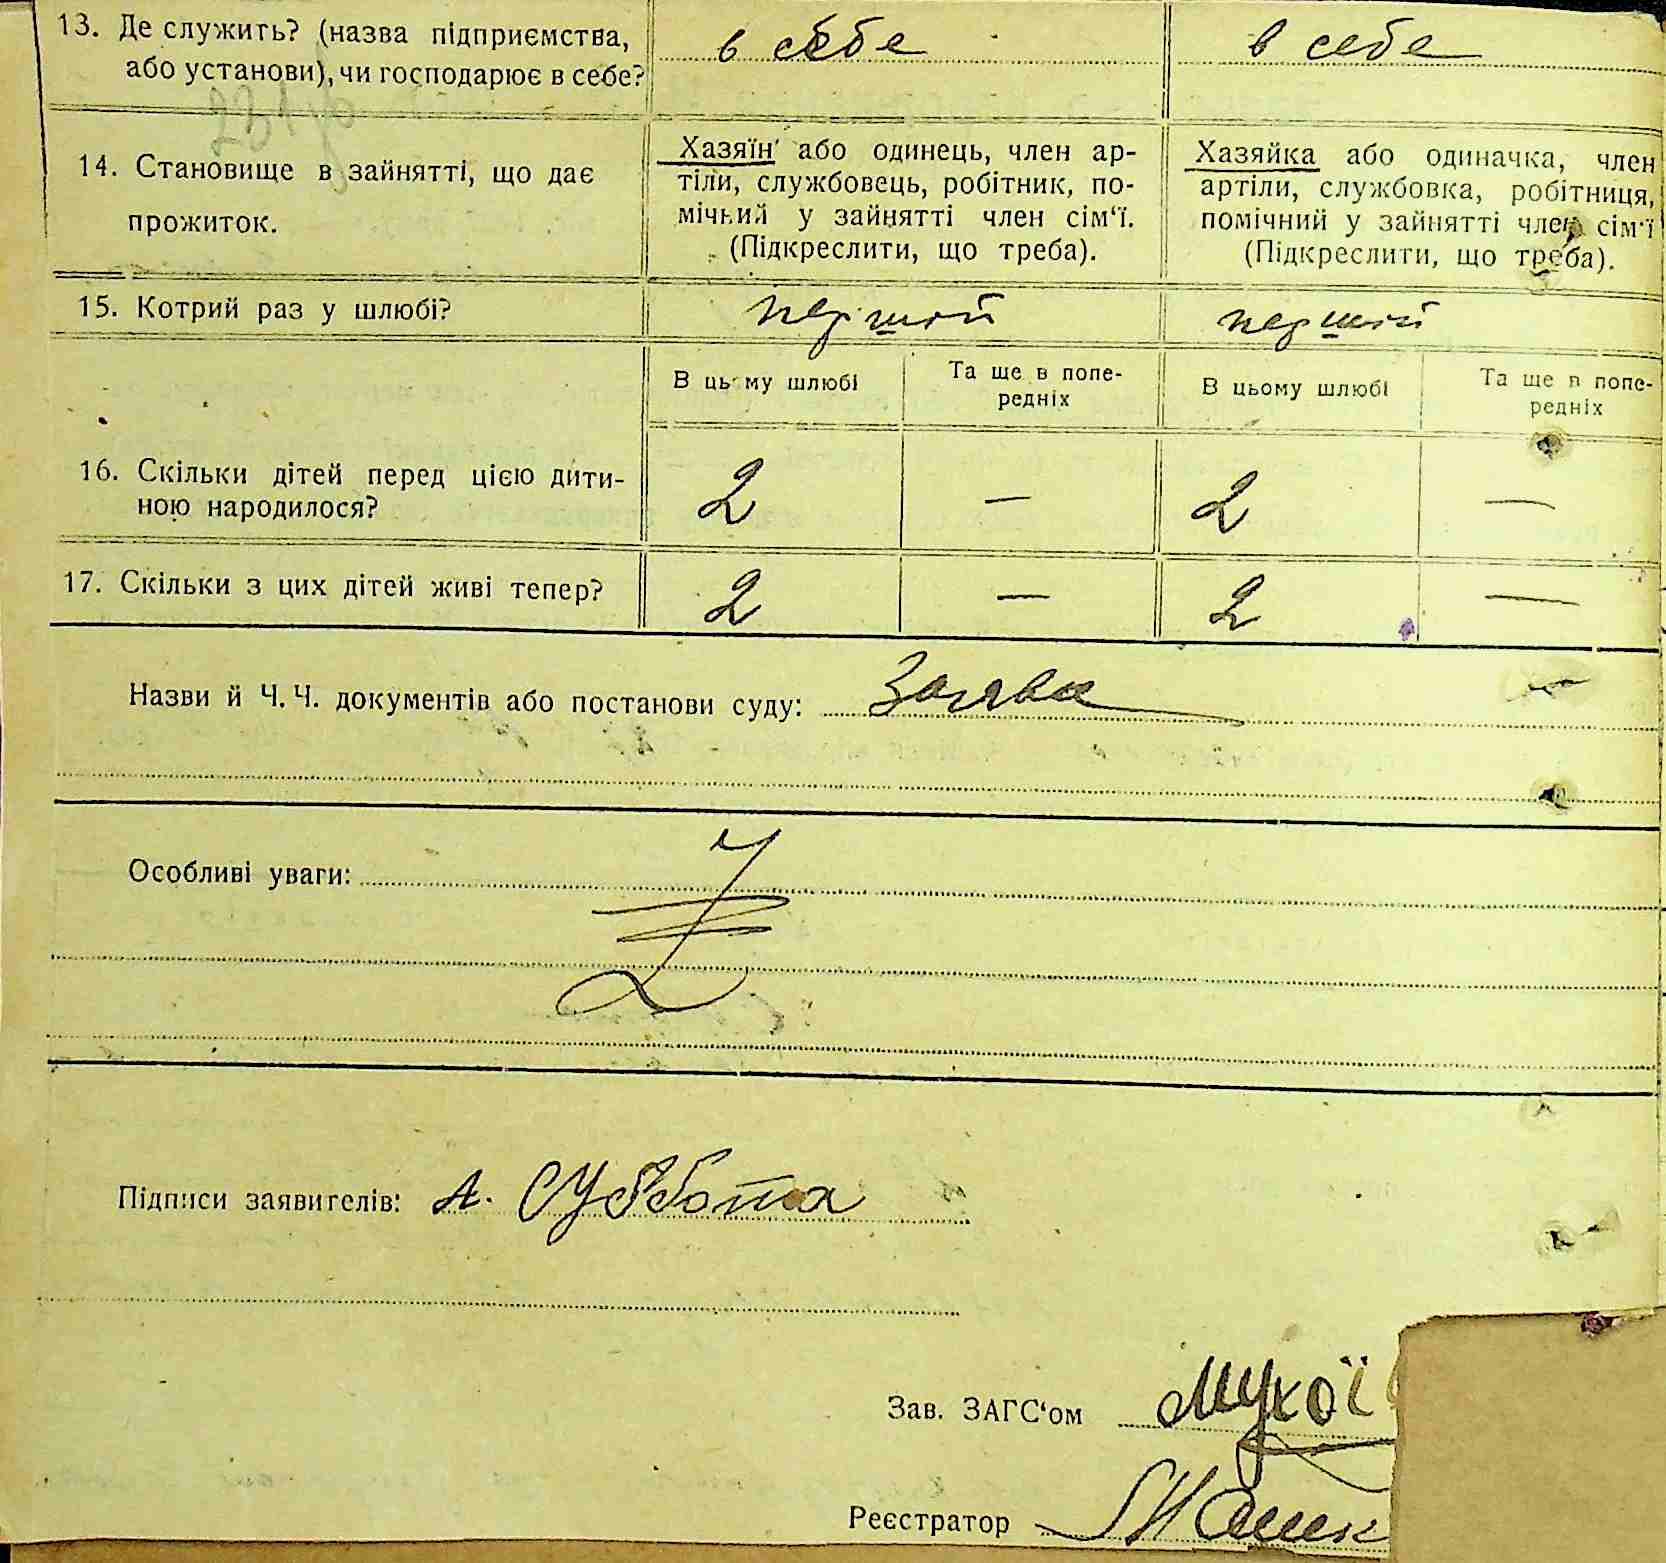 13. Де служить? (назва підприємства, або установи), чи господарює в себе? в себе в себе
14. Становище в зайнятті, що дає прожиток.
Хазяїн або одинець, член ар-
тіли, службовець, робітник, по-
мічний у зайнятті член сім‘ї.
(Підкреслити, що треба).
Хазяйка або одиначка, член
артіли, службовка, робітниця,
помічний у зайнятті член сім‘ї
(Підкреслити, що треба).
15. Котрий раз у шлюбі? перший перший
В цьому шлюбі
Та ще в попе-
редніх
В цьому шлюбі
Та ще в попе-
редніх
16. Скільки дітей перед цією дити-
ною народилося? 2 — 2 —
17. Скільки з цих дітей живі тепер? 2 — 2 —
Назви й Ч. Ч. документів або постанови суду: Заява
Особливі уваги:
Підписи заявителів: А. Суббота
Зав. ЗАГС‘ом Мухої
Реєстратор